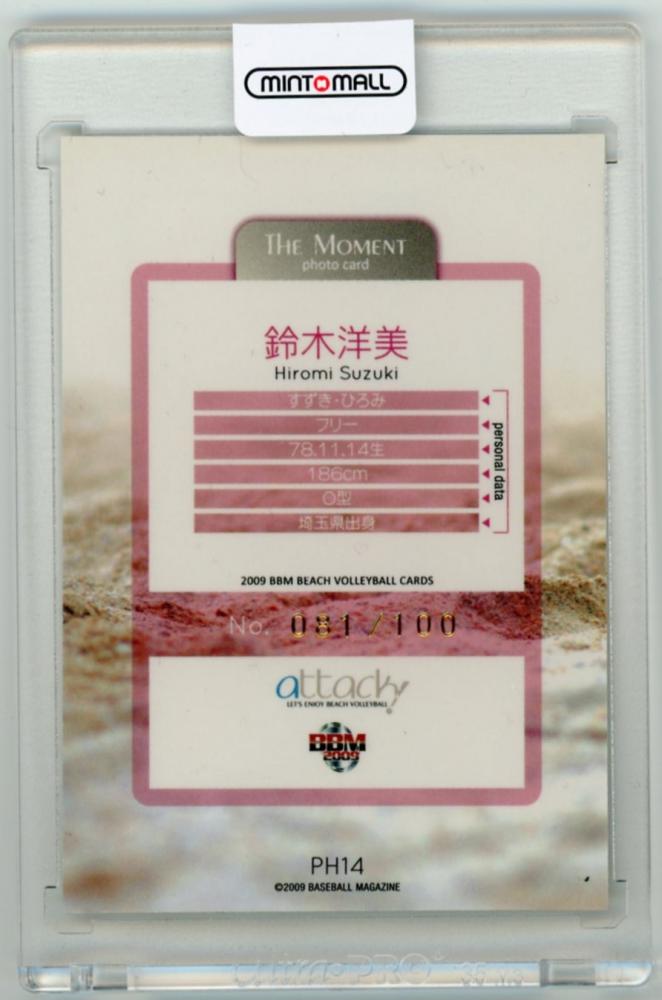 MINTOMALL
THE MOMENT
photo card
鈴木洋美
Hiromi Suzuki
すずき・ひろみ
フリー
78.11.14生
186cm
O型
埼玉県出身
personal data
2009 BBM BEACH VOLLEYBALL CARDS
No. 081/100
attack!
LET'S ENJOY BEACH VOLLEYBALL
BBM
2009
PH14
©2009 BASEBALL MAGAZINE